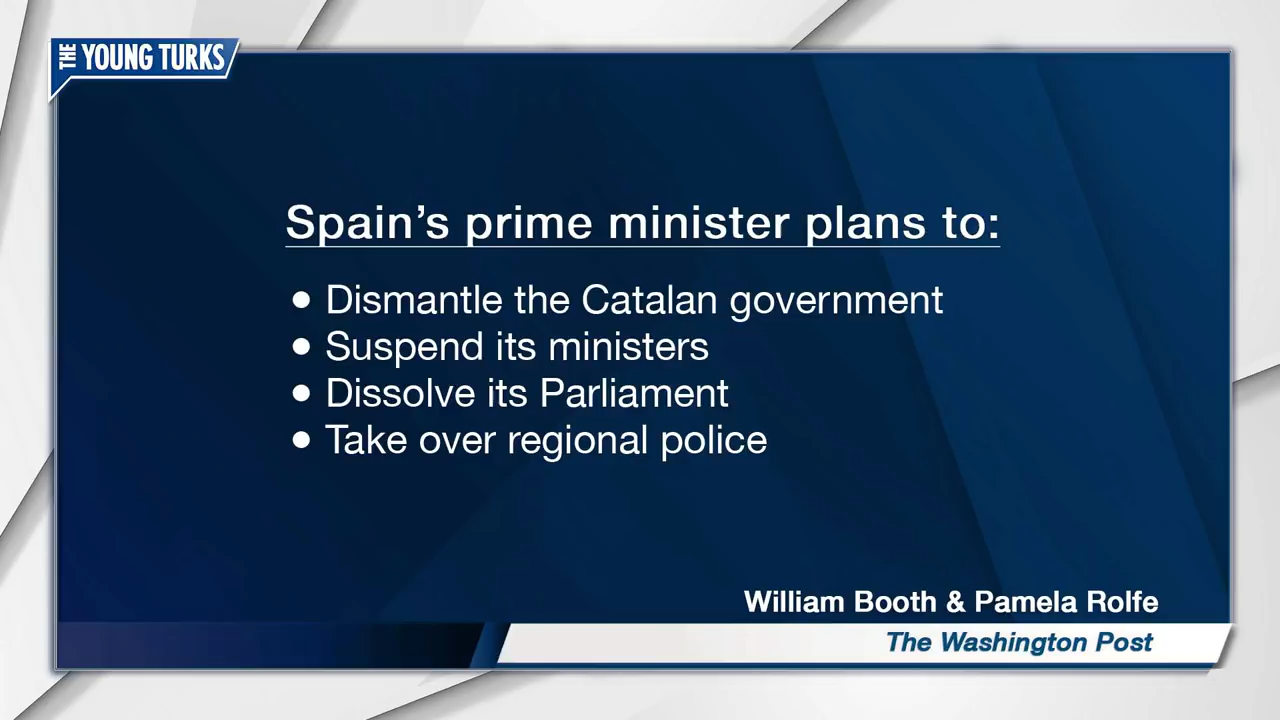 THE YOUNG TURKS
Spain's prime minister plans to:
● Dismantle the Catalan government
● Suspend its ministers
● Dissolve its Parliament
● Take over regional police
William Booth & Pamela Rolfe
The Washington Post